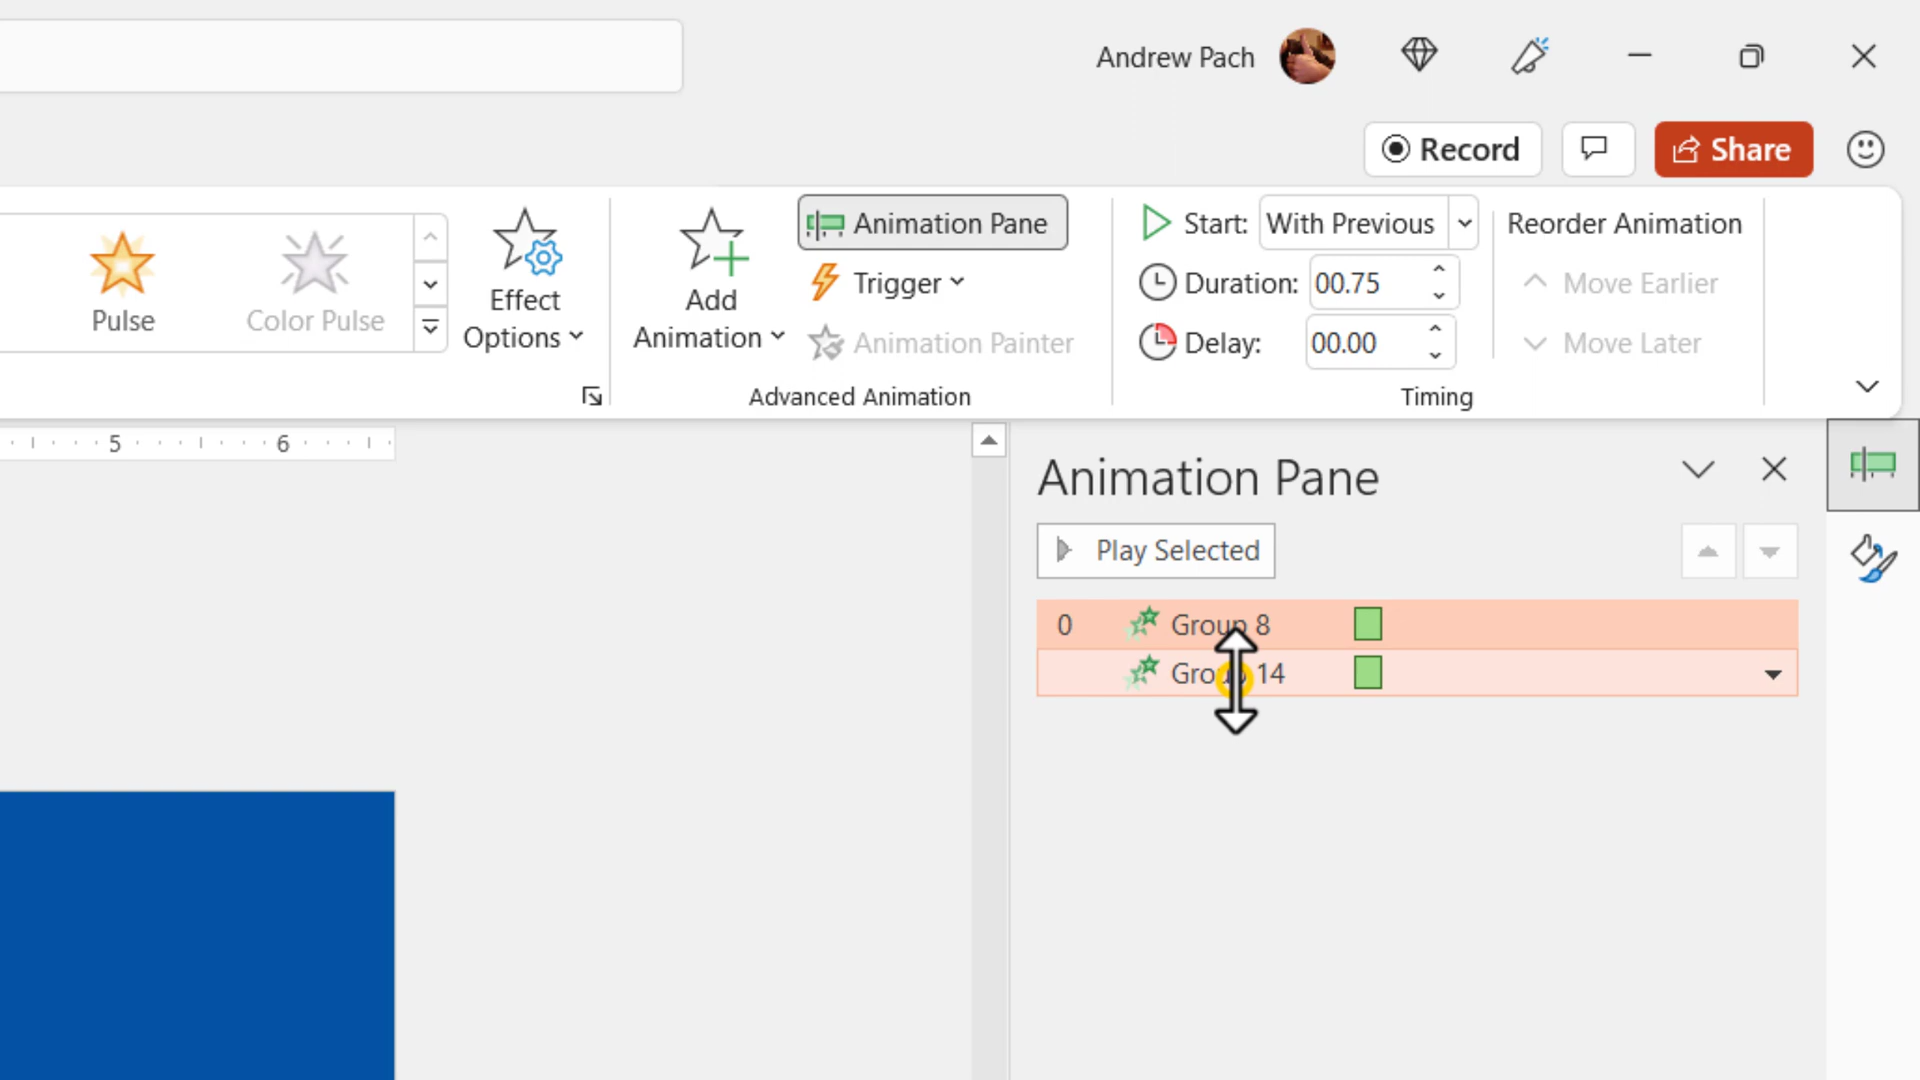 Andrew Pach
Record
Share
Pulse
Color Pulse
Effect
Options
Add
Animation
Animation Pane
Trigger
Animation Painter
Advanced Animation
Start: With Previous
Duration: 00.75
Delay: 00.00
Timing
Reorder Animation
Move Earlier
Move Later
5 6
Animation Pane
Play Selected
0 Group 8
Group 14